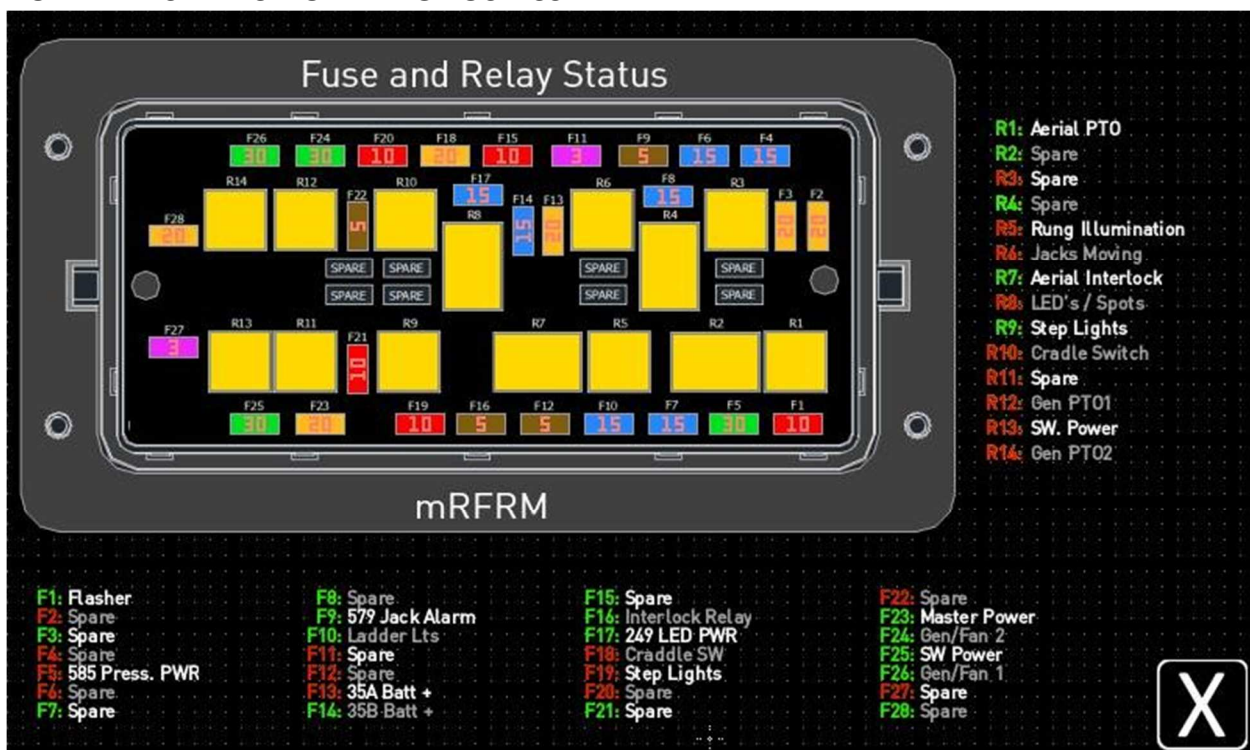 Fuse and Relay Status
F26 F24 F20 F18 F15 F11 F9 F6 F4
30 30 10 20 10 3 5 15 15
R14 R12 F22 R10 F17 R6 F8 R3 F3 F2
5 15 15 20 20
F28 R8 F14 F13 R4
20 15 20
SPARE SPARE SPARE SPARE
SPARE SPARE SPARE SPARE
F27 R13 R11 F21 R9 R7 R5 R2 R1
3 10
F25 F23 F19 F16 F12 F10 F7 F5 F1
30 20 10 5 5 15 15 30 10
mRFRM
R1: Aerial PTO
R2: Spare
R3: Spare
R4: Spare
R5: Rung Illumination
R6: Jacks Moving
R7: Aerial Interlock
R8: LED's / Spots
R9: Step Lights
R10: Cradle Switch
R11: Spare
R12: Gen PTO1
R13: SW. Power
R14: Gen PTO2
F1: Flasher
F2: Spare
F3: Spare
F4: Spare
F5: 585 Press. PWR
F6: Spare
F7: Spare
F8: Spare
F9: 579 Jack Alarm
F10: Ladder Lts
F11: Spare
F12: Spare
F13: 35A Batt +
F14: 35B Batt +
F15: Spare
F16: Interlock Relay
F17: 249 LED PWR
F18: Craddle SW
F19: Step Lights
F20: Spare
F21: Spare
F22: Spare
F23: Master Power
F24: Gen/Fan 2
F25: SW Power
F26: Gen/Fan 1
F27: Spare
F28: Spare
X